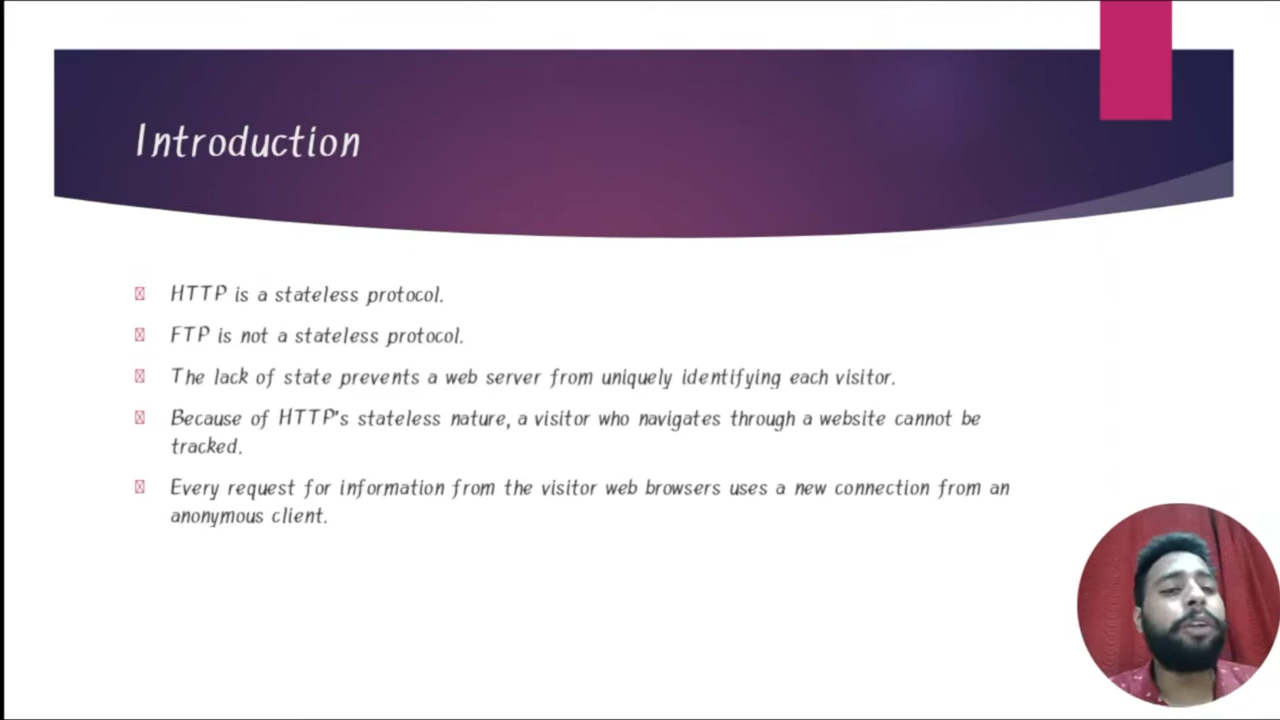 Introduction
HTTP is a stateless protocol.
FTP is not a stateless protocol.
The lack of state prevents a web server from uniquely identifying each visitor.
Because of HTTP's stateless nature, a visitor who navigates through a website cannot be
tracked.
Every request for information from the visitor web browsers uses a new connection from an
anonymous client.